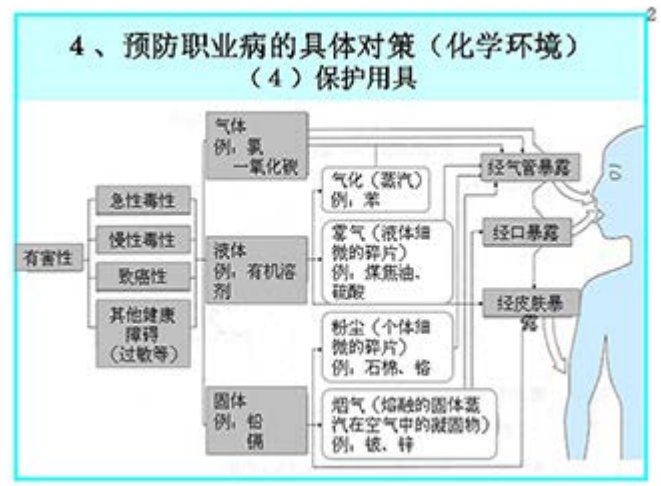 2
4、预防职业病的具体对策（化学环境）
（4）保护用具
有害性
急性毒性
慢性毒性
致癌性
其他健康
障碍
（过敏等）
气体
例：氯
一氧化碳
液体
例：有机溶
剂
固体
例：铅
镉
气化（蒸汽）
例：苯
雾气（液体细
微的碎片）
例：煤焦油、
硫酸
粉尘（个体细
微的碎片）
例：石棉、镕
烟气（熔融的固体蒸
汽在空气中的凝固物）
例：铍、锌
经气管暴露
经口暴露
经皮肤暴
露